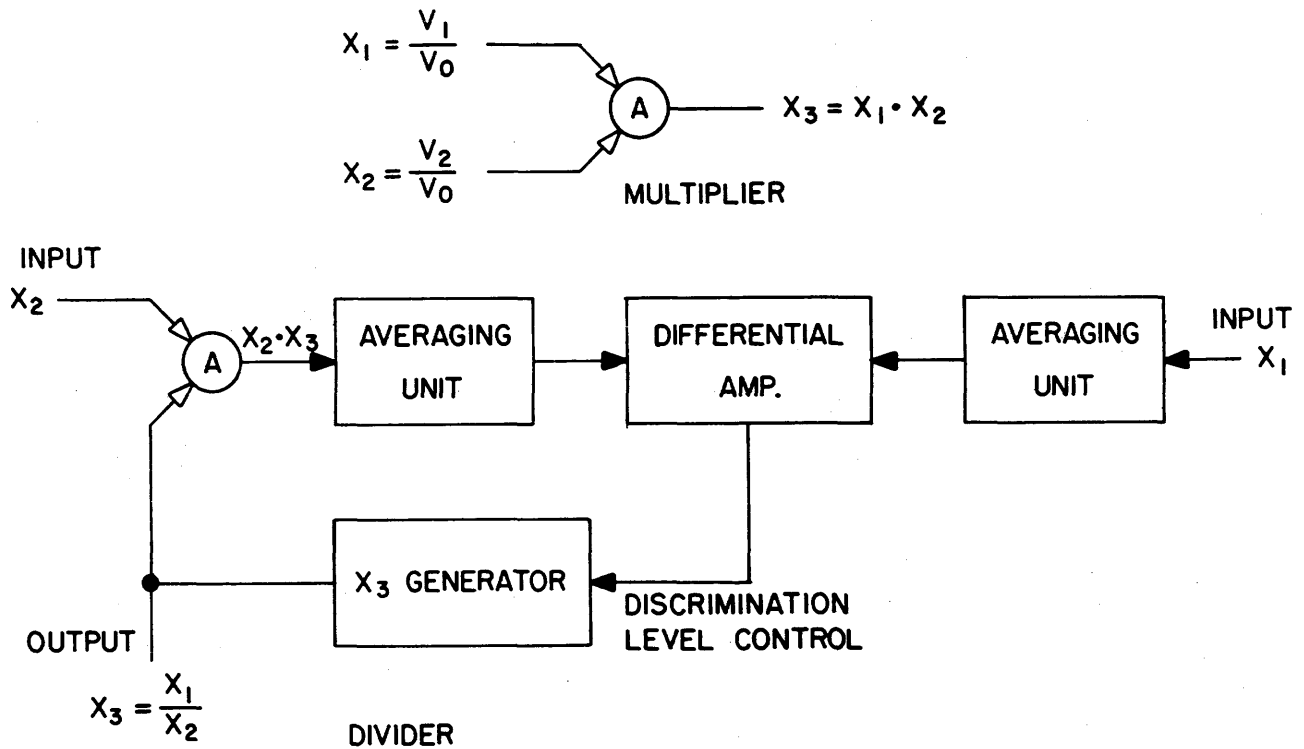 X₁ = V₁/V₀
A
X₃ = X₁ • X₂
X₂ = V₂/V₀
MULTIPLIER
INPUT
X₂
A
X₂•X₃
AVERAGING
UNIT
DIFFERENTIAL
AMP.
AVERAGING
UNIT
INPUT
X₁
X₃ GENERATOR
DISCRIMINATION
LEVEL CONTROL
OUTPUT
X₃ = X₁/X₂
DIVIDER